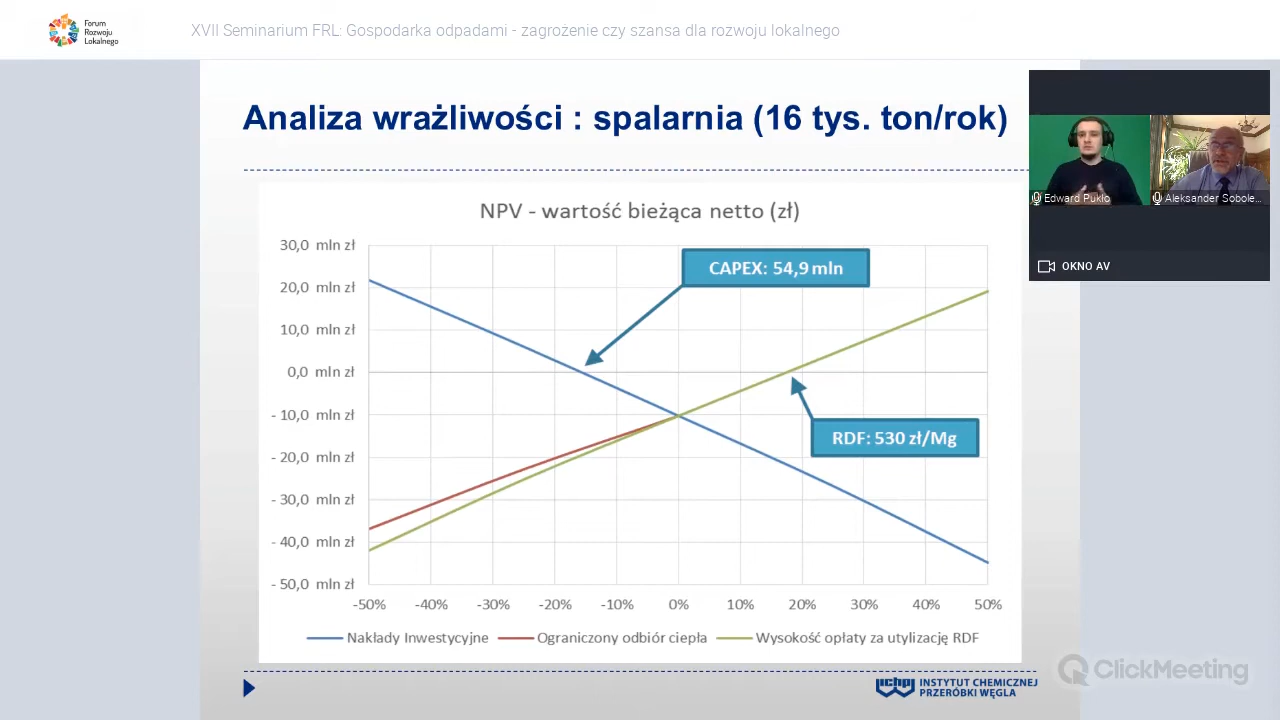 Forum
Rozwoju
Lokalnego
XVII Seminarium FRL: Gospodarka odpadami - zagrożenie czy szansa dla rozwoju lokalnego
Analiza wrażliwości : spalarnia (16 tys. ton/rok)
Edward Pukło
Aleksander Sobole...
OKNO AV
NPV - wartość bieżąca netto (zł)
30,0 mln zł
20,0 mln zł
10,0 mln zł
0,0 mln zł
- 10,0 mln zł
- 20,0 mln zł
- 30,0 mln zł
- 40,0 mln zł
- 50,0 mln zł
CAPEX: 54,9 mln
RDF: 530 zł/Mg
-50% -40% -30% -20% -10% 0% 10% 20% 30% 40% 50%
Nakłady Inwestycyjne Ograniczony odbiór ciepła Wysokość opłaty za utylizację RDF
ichpw
INSTYTUT CHEMICZNEJ
PRZERÓBKI WĘGLA
ClickMeeting